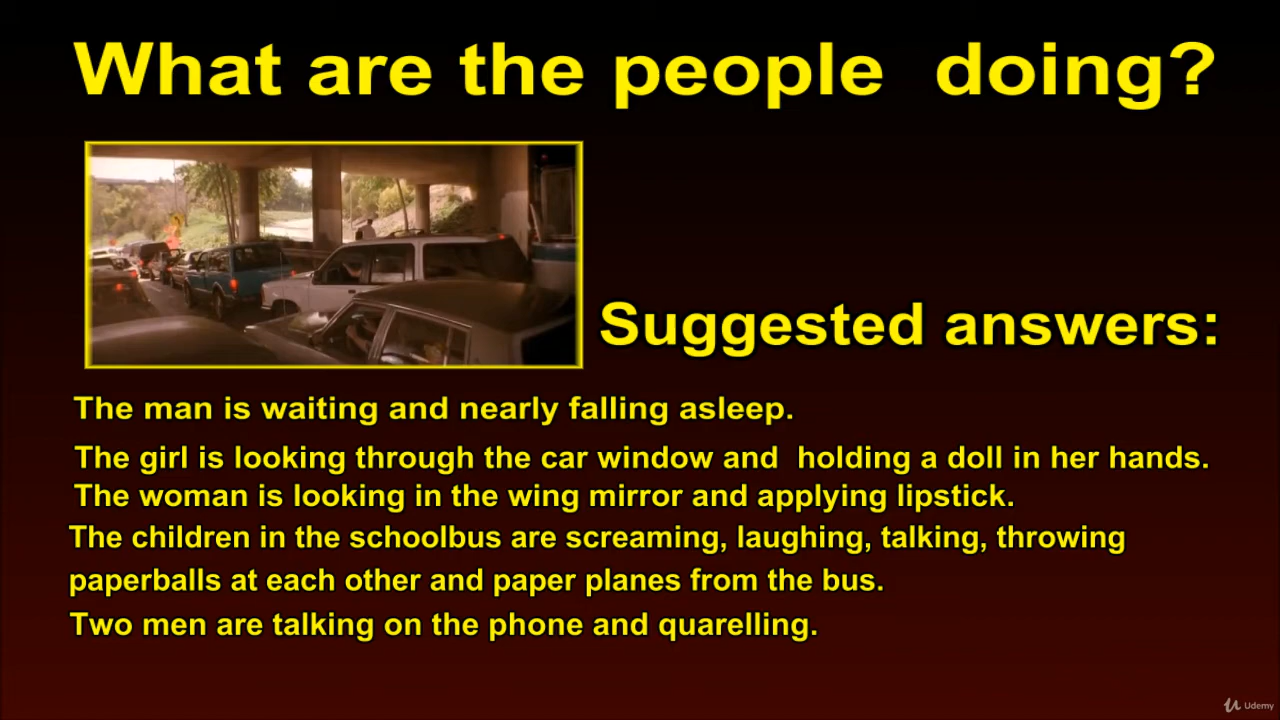 What are the people doing?
Suggested answers:
The man is waiting and nearly falling asleep.
The girl is looking through the car window and holding a doll in her hands.
The woman is looking in the wing mirror and applying lipstick.
The children in the schoolbus are screaming, laughing, talking, throwing
paperballs at each other and paper planes from the bus.
Two men are talking on the phone and quarelling.
Udemy